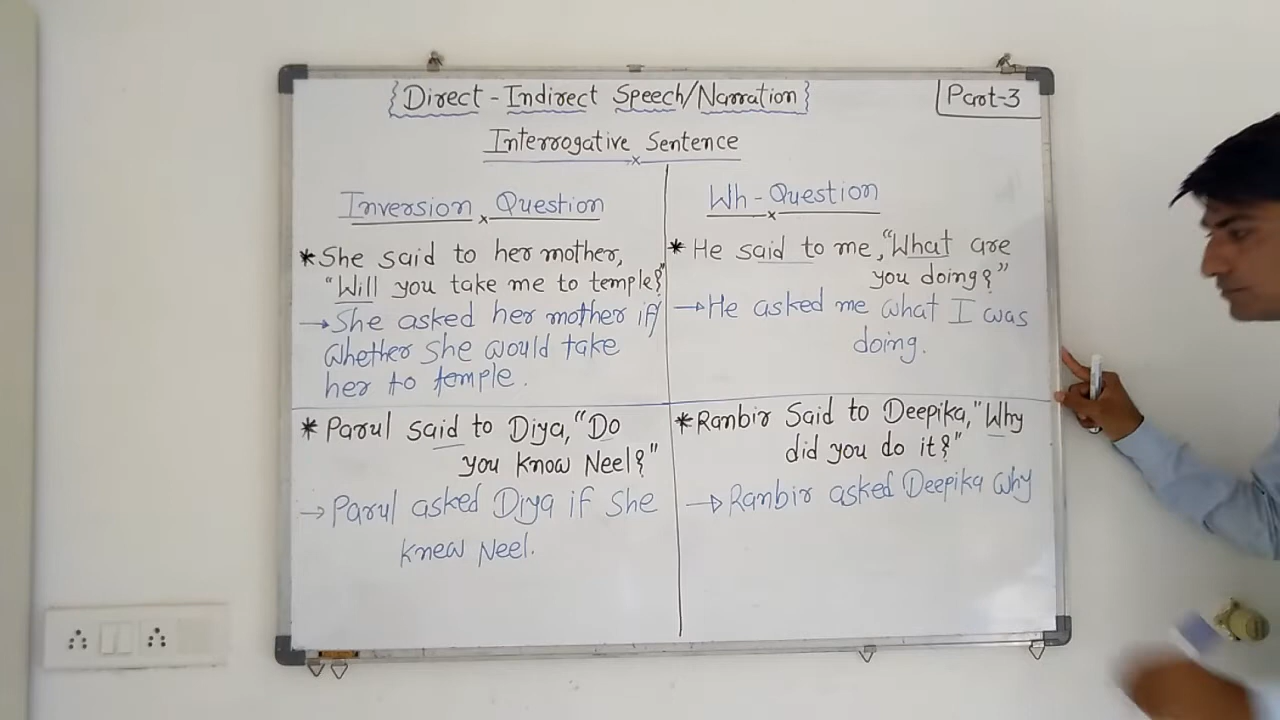 {Direct - Indirect Speech/Narration}
Part-3
Interrogative Sentence
Inversion Question
*She said to her mother,
"Will you take me to temple?"
→She asked her mother if/
whether she would take
her to temple.
*Parul said to Diya, "Do
you know Neel?"
→Parul asked Diya if she
knew Neel.
Wh-Question
*He said to me, "What are
you doing?"
→He asked me what I was
doing.
*Ranbir Said to Deepika, "Why
did you do it?"
→Ranbir asked Deepika why